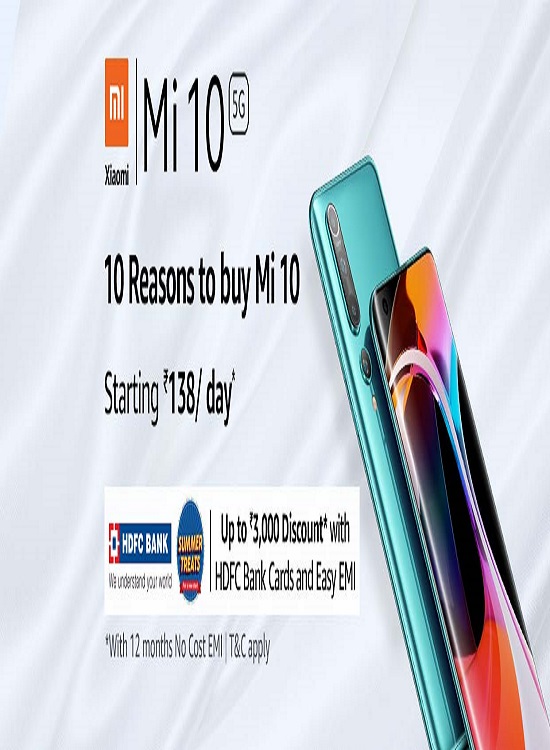 mi
Xiaomi
Mi 10 5G
10 Reasons to buy Mi 10
Starting ₹138/ day*
HDFC BANK
We understand your world
SUMMER
TREATS
Up to ₹3,000 Discount* with
HDFC Bank Cards and Easy EMI
*With 12 months No Cost EMI | T&C apply